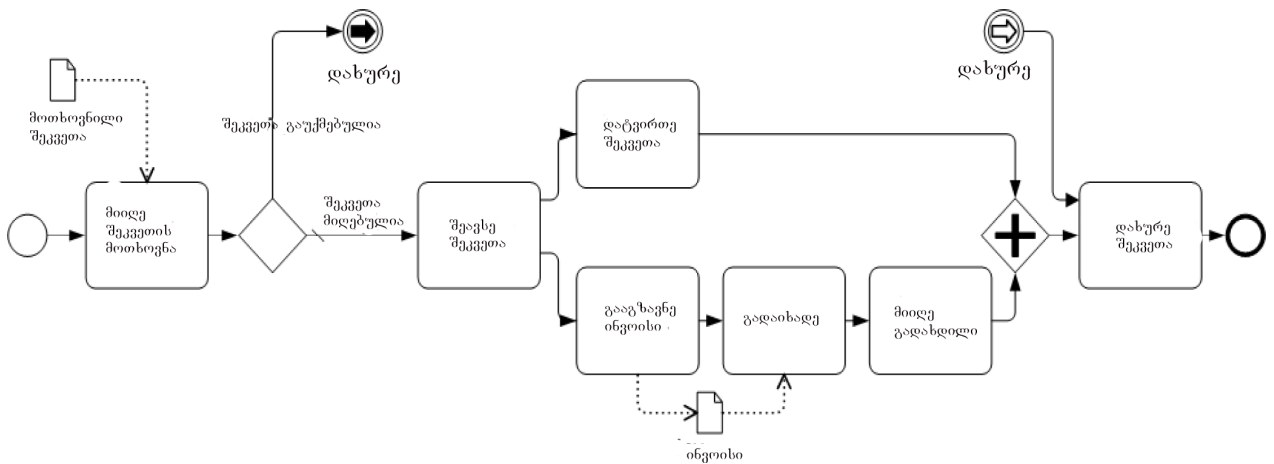 დახურე
დახურე
მოთხოვნილი
შეკვეთა
შეკვეთა გაუქმებულია
დატვირთე
შეკვეთა
მიიღე
შეკვეთის
მოთხოვნა
შეკვეთა
მიღებულია
შეავსე
შეკვეთა
დახურე
შეკვეთა
გააგზავნე
ინვოისი
გადაიხადე
მიიღე
გადახდილი
ინვოისი